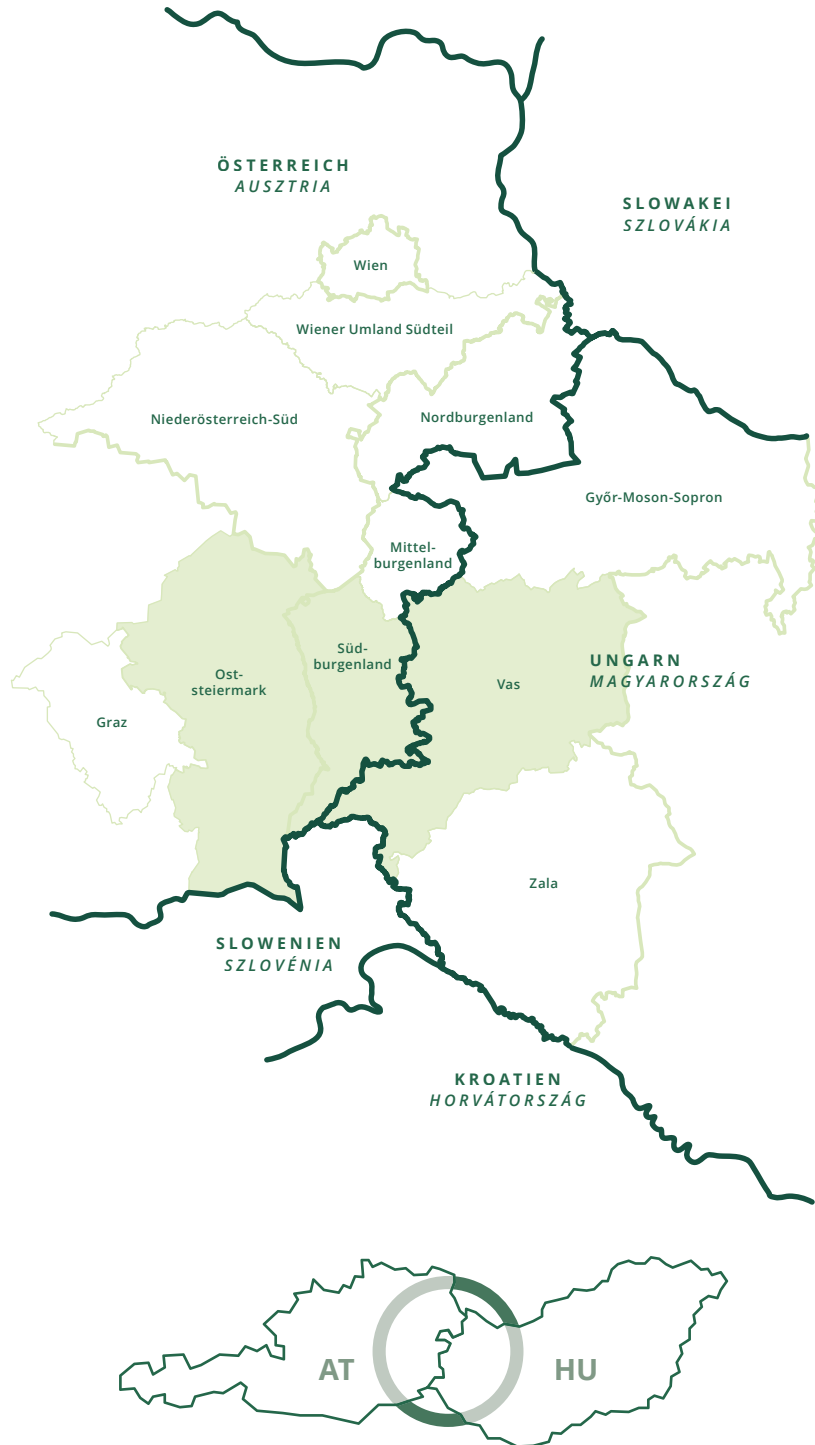 ÖSTERREICH
AUSZTRIA
SLOWAKEI
SZLOVÁKIA
Wien
Wiener Umland Südteil
Niederösterreich-Süd
Nordburgenland
Győr-Moson-Sopron
Mittel-
burgenland
Süd-
burgenland
Ost-
steiermark
Vas
UNGARN
MAGYARORSZÁG
Graz
Zala
SLOWENIEN
SZLOVÉNIA
KROATIEN
HORVÁTORSZÁG
AT
HU